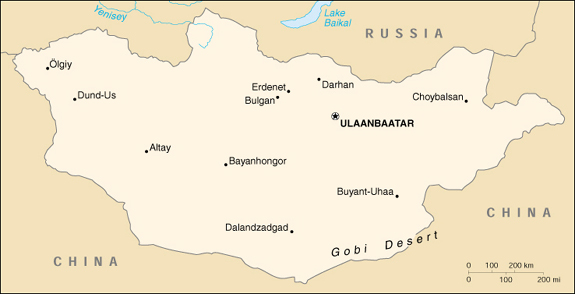 Yenisey
Lake
Baikal
RUSSIA
Ölgiy
Dund-Us
Erdenet
Bulgan
Darhan
Choybalsan
ULAANBAATAR
Altay
Bayanhongor
Buyant-Uhaa
Dalandzadgad
Gobi Desert
CHINA
CHINA
0 100 200 km
0 100 200 mi